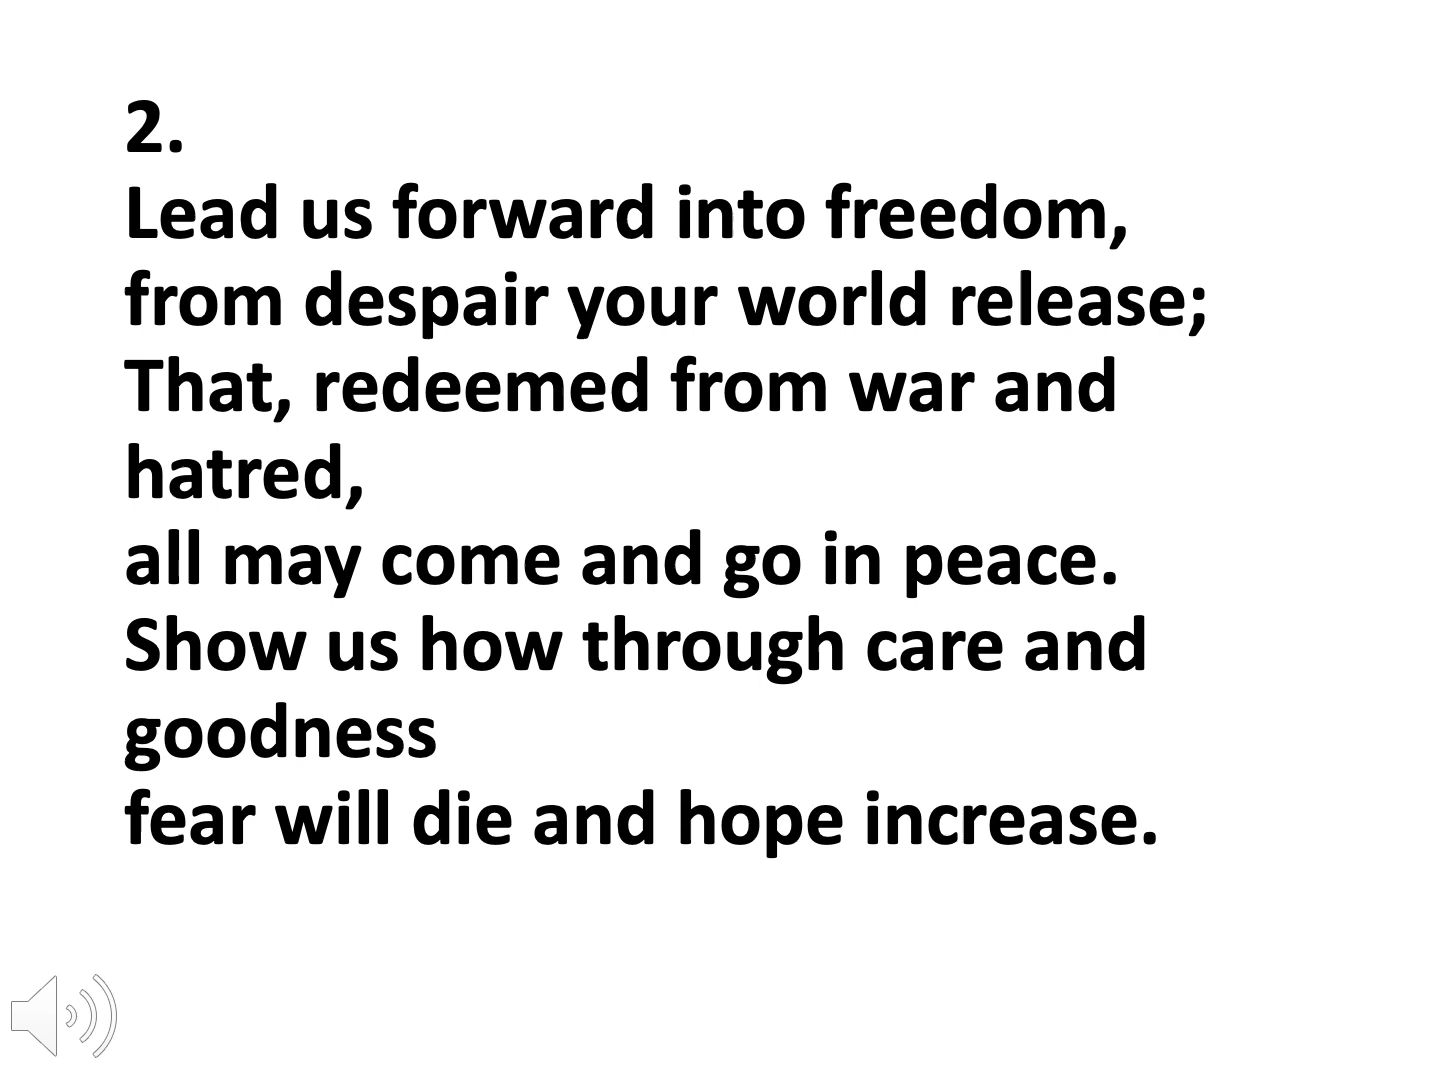 2.
Lead us forward into freedom,
from despair your world release;
That, redeemed from war and
hatred,
all may come and go in peace.
Show us how through care and
goodness
fear will die and hope increase.